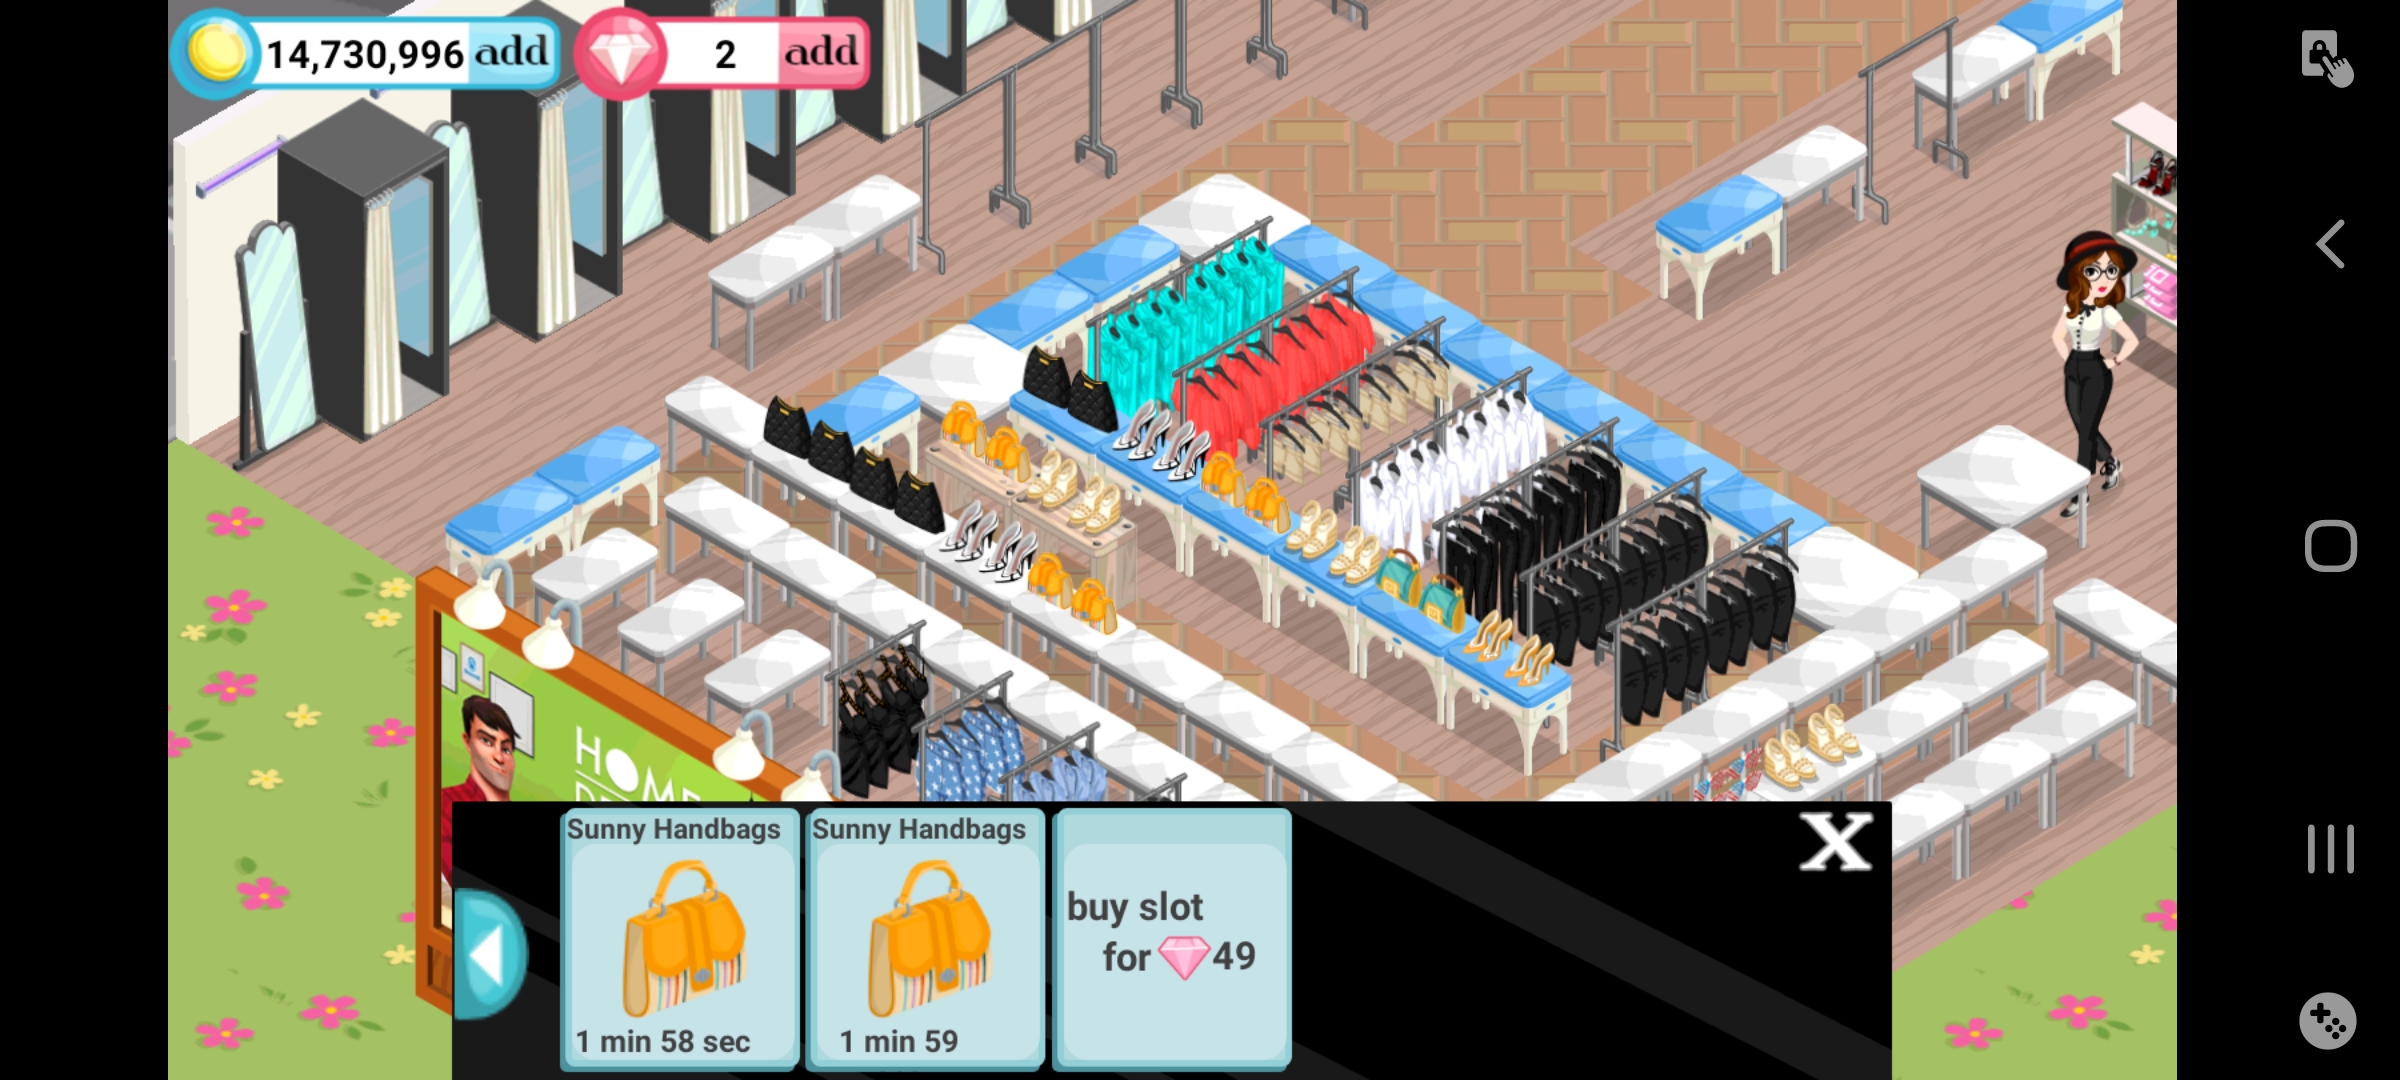 14,730,996 add
2 add
HOME
Sunny Handbags
1 min 58 sec
Sunny Handbags
1 min 59
buy slot
for 49
X